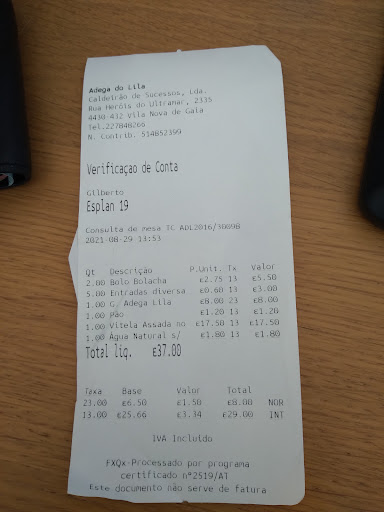 Adega do Lila
Caldeirão de Sucessos, Lda.
Rua Heróis do Ultramar, 2335
4430-432 Vila Nova de Gaia
Tel.227848266
N. Contrib. 514852399
Verificaçao de Conta
Gilberto
Esplan 19
Consulta de mesa TC ADL2016/30098
2021-08-29 13:53
Qt Descrição P.Unit. Tx Valor
2.00 Bolo Bolacha €2.75 13 €5.50
5.00 Entradas diversa €0.60 13 €3.00
1.00 G. Adega Lila €8.00 23 €8.00
1.00 Pão €1.20 13 €1.20
1.00 Vitela Assada no €17.50 13 €17.50
1.00 Água Natural s/ €1.80 13 €1.80
Total liq. €37.00
Taxa Base Valor Total
23.00 €6.50 €1.50 €8.00 NOR
13.00 €25.66 €3.34 €29.00 INT
IVA Incluído
FXQx-Processado por programa
certificado nº2519/AT
Este documento não serve de fatura